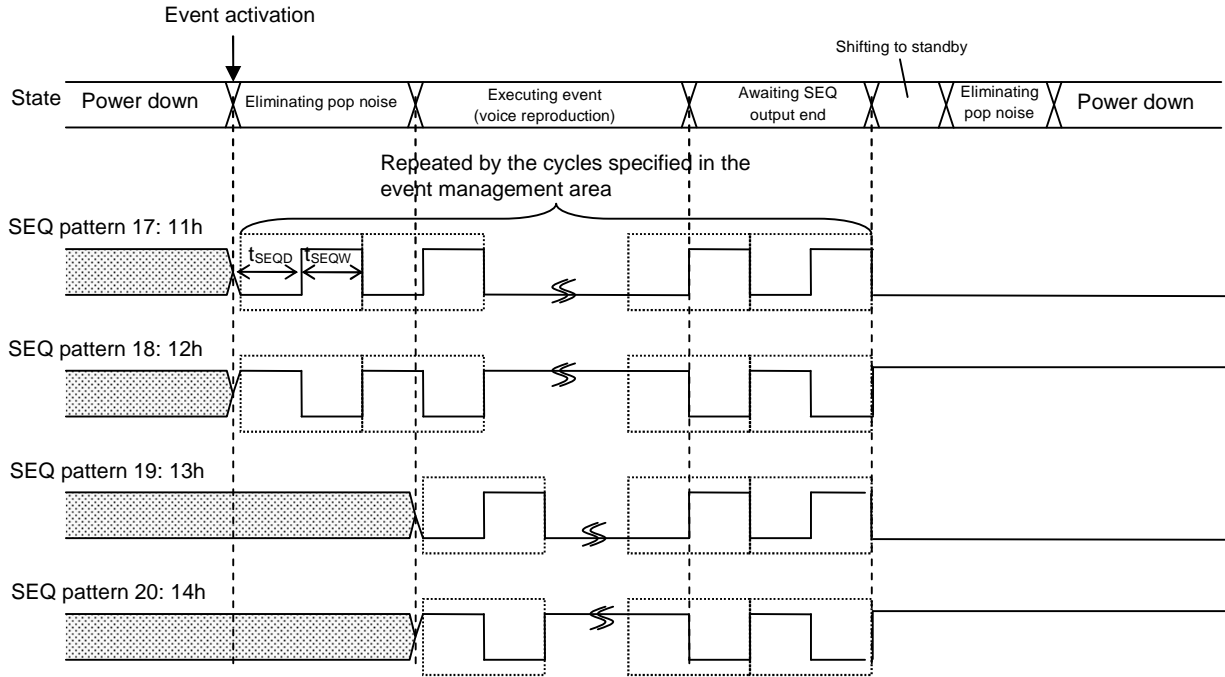 Event activation
Shifting to standby
State
Power down
Eliminating pop noise
Executing event
(voice reproduction)
Awaiting SEQ
output end
Eliminating
pop noise
Power down
Repeated by the cycles specified in the
event management area
SEQ pattern 17: 11h
tSEQD
tSEQW
SEQ pattern 18: 12h
SEQ pattern 19: 13h
SEQ pattern 20: 14h